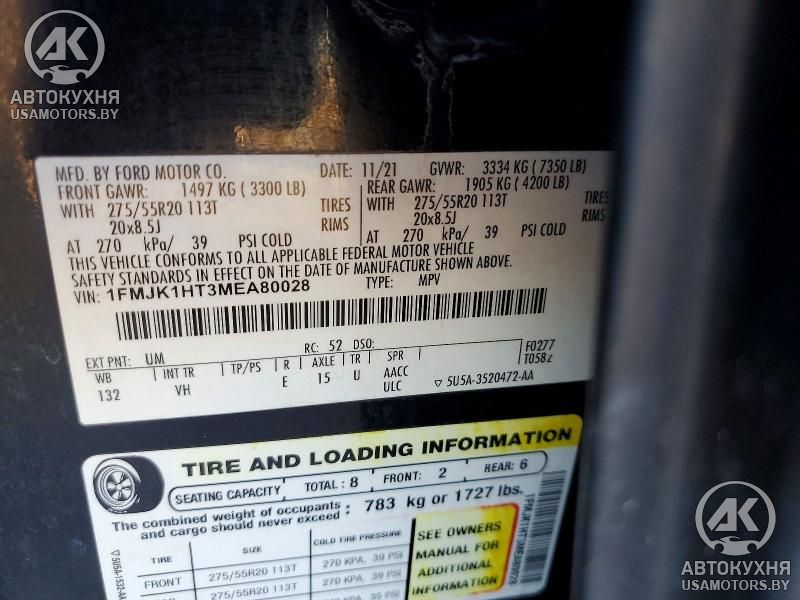 AK
АВТОКУХНЯ
USAMOTORS.BY
MFD. BY FORD MOTOR CO. DATE: 11/21 GVWR: 3334 KG ( 7350 LB)
FRONT GAWR: 1497 KG ( 3300 LB) REAR GAWR: 1905 KG ( 4200 LB)
WITH 275/55R20 113T TIRES WITH 275/55R20 113T TIRES
20x8.5J RIMS 20x8.5J RIMS
AT 270 kPa/ 39 PSI COLD AT 270 kPa/ 39 PSI COLD
THIS VEHICLE CONFORMS TO ALL APPLICABLE FEDERAL MOTOR VEHICLE
SAFETY STANDARDS IN EFFECT ON THE DATE OF MANUFACTURE SHOWN ABOVE.
VIN: 1FMJK1HT3MEA80028 TYPE: MPV
EXT PNT: UM RC: 52 DSO: F0277
WB INT TR TP/PS R AXLE TR SPR T0582
132 VH E 15 U AACC
ULC ▽ 5U5A-3520472-AA
TIRE AND LOADING INFORMATION
SEATING CAPACITY TOTAL : 8 FRONT: 2 REAR: 6
The combined weight of occupants : 783 kg or 1727 lbs.
and cargo should never exceed
TIRE SIZE COLD TIRE PRESSURE
FRONT 275/55R20 113T 270 KPA, 39 PSI
275/55R20 113T 270 KPA, 39 PSI
35 PSI
SEE OWNERS
MANUAL FOR
ADDITIONAL
INFORMATION
1FMJK1HT3MEA80028
AK
АВТОКУХНЯ
USAMOTORS.BY